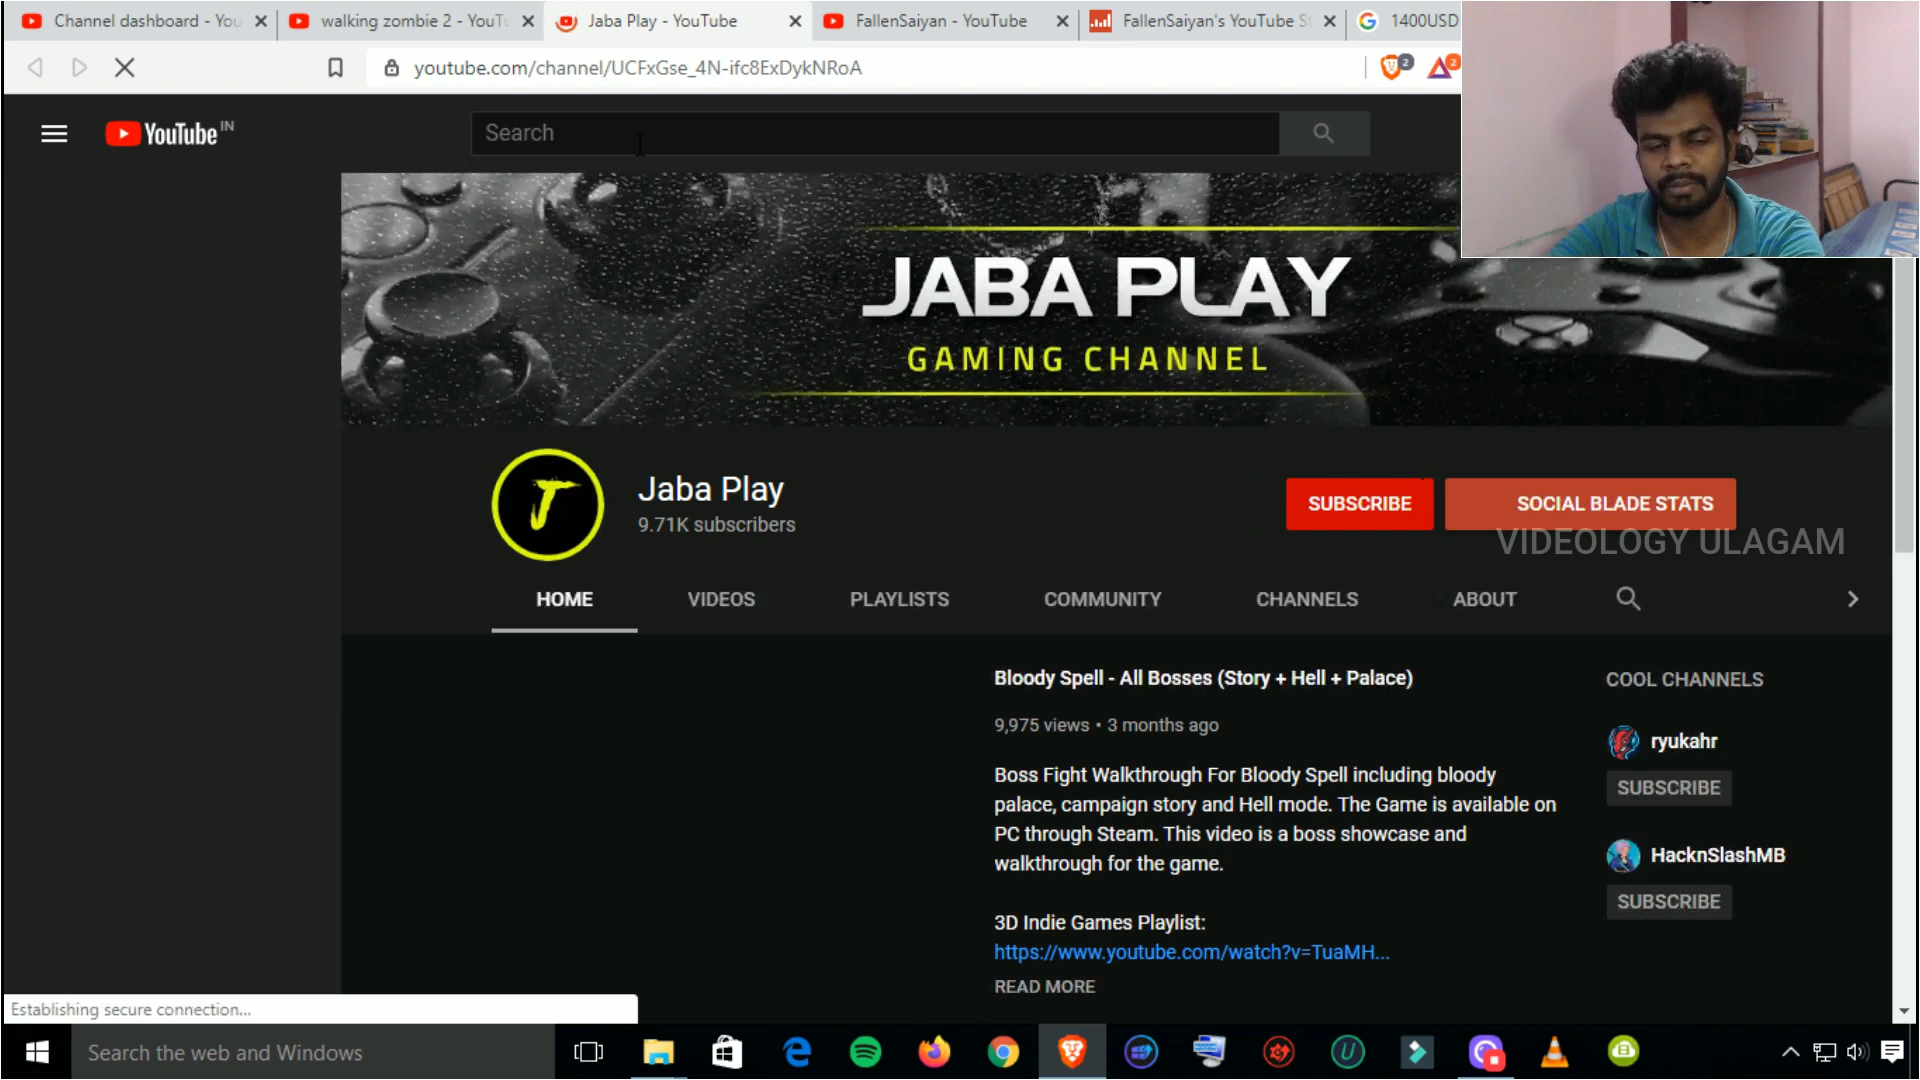 Channel dashboard - You
walking zombie 2 - YouTu
Jaba Play - YouTube
FallenSaiyan - YouTube
FallenSaiyan's YouTube S
1400USD
youtube.com/channel/UCFxGse_4N-ifc8ExDykNRoA
2
2
YouTube IN
Search
JABA PLAY
GAMING CHANNEL
Jaba Play
9.71K subscribers
SUBSCRIBE
SOCIAL BLADE STATS
VIDEOLOGY ULAGAM
HOME
VIDEOS
PLAYLISTS
COMMUNITY
CHANNELS
ABOUT
Bloody Spell - All Bosses (Story + Hell + Palace)
9,975 views • 3 months ago
Boss Fight Walkthrough For Bloody Spell including bloody
palace, campaign story and Hell mode. The Game is available on
PC through Steam. This video is a boss showcase and
walkthrough for the game.
3D Indie Games Playlist:
https://www.youtube.com/watch?v=TuaMH...
READ MORE
COOL CHANNELS
ryukahr
SUBSCRIBE
HacknSlashMB
SUBSCRIBE
Establishing secure connection...
Search the web and Windows